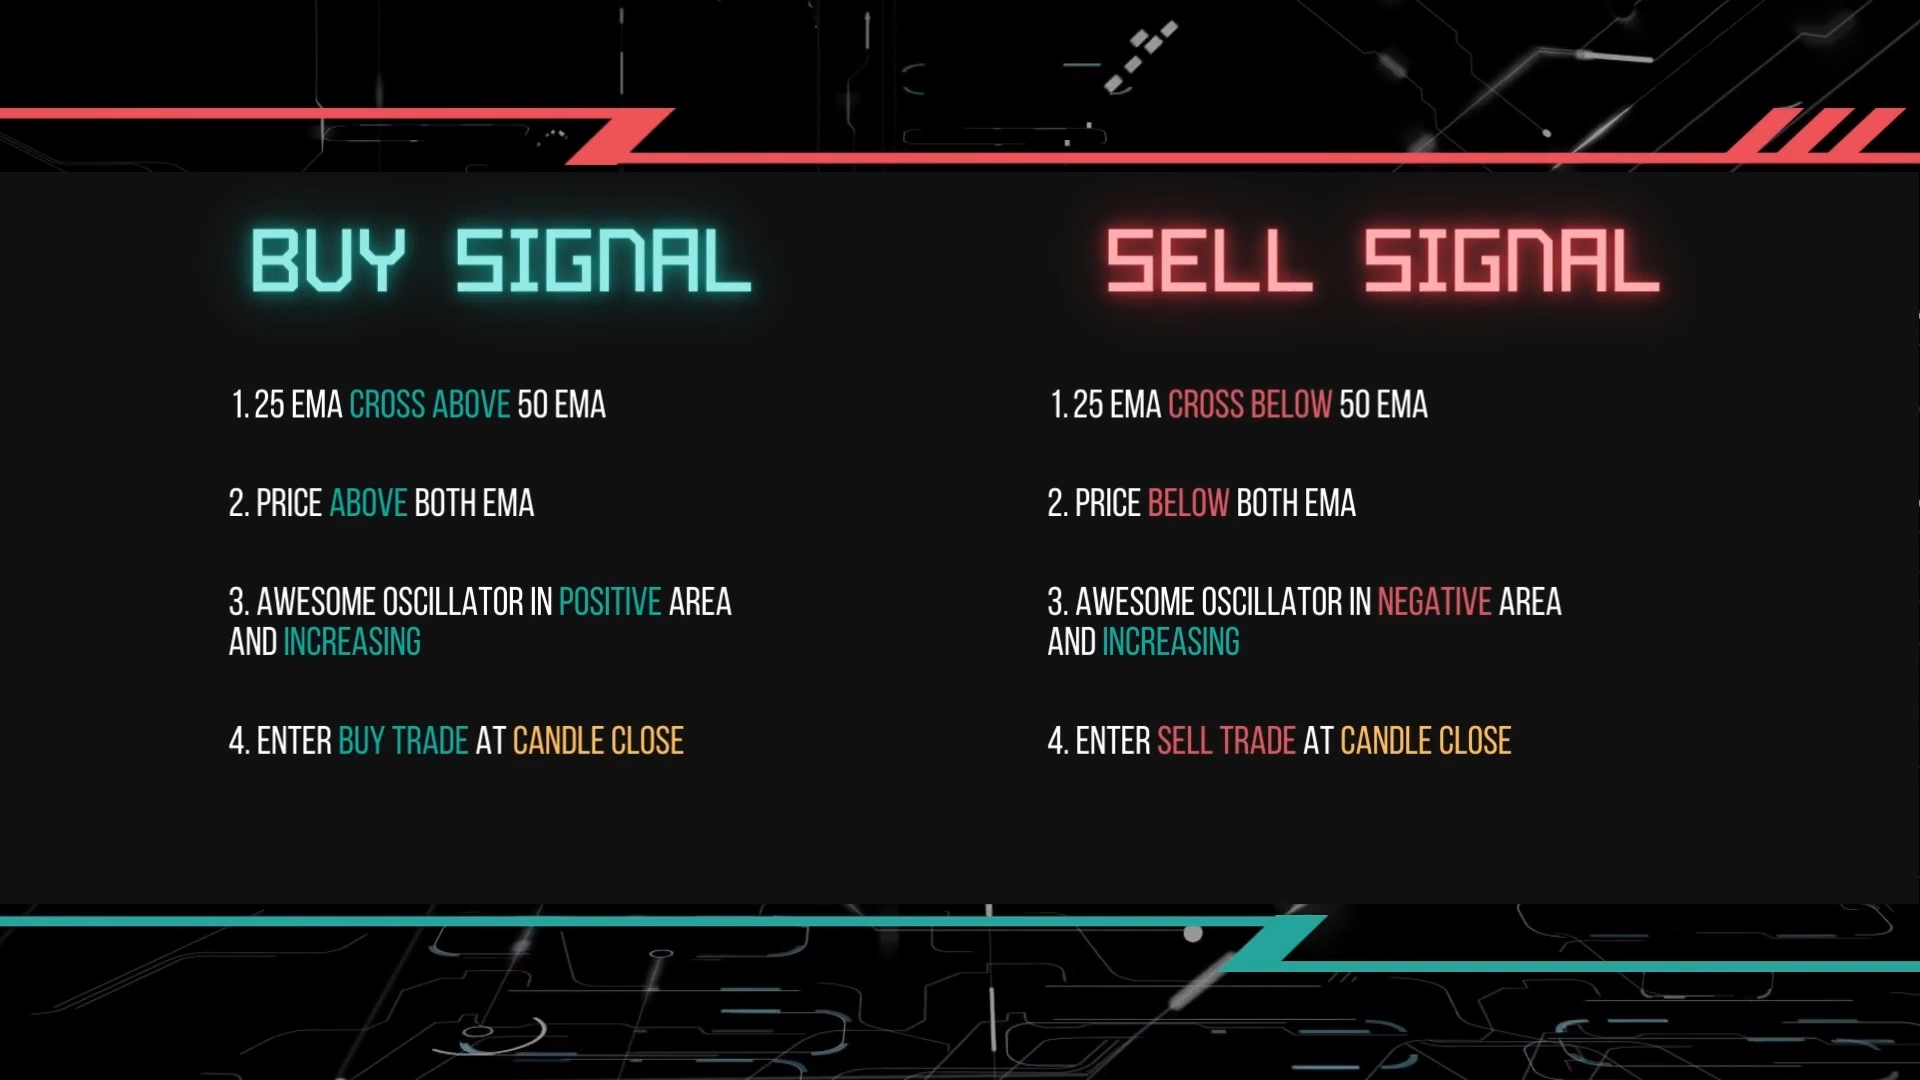 BUY SIGNAL
1. 25 EMA CROSS ABOVE 50 EMA
2. PRICE ABOVE BOTH EMA
3. AWESOME OSCILLATOR IN POSITIVE AREA
AND INCREASING
4. ENTER BUY TRADE AT CANDLE CLOSE
SELL SIGNAL
1. 25 EMA CROSS BELOW 50 EMA
2. PRICE BELOW BOTH EMA
3. AWESOME OSCILLATOR IN NEGATIVE AREA
AND INCREASING
4. ENTER SELL TRADE AT CANDLE CLOSE